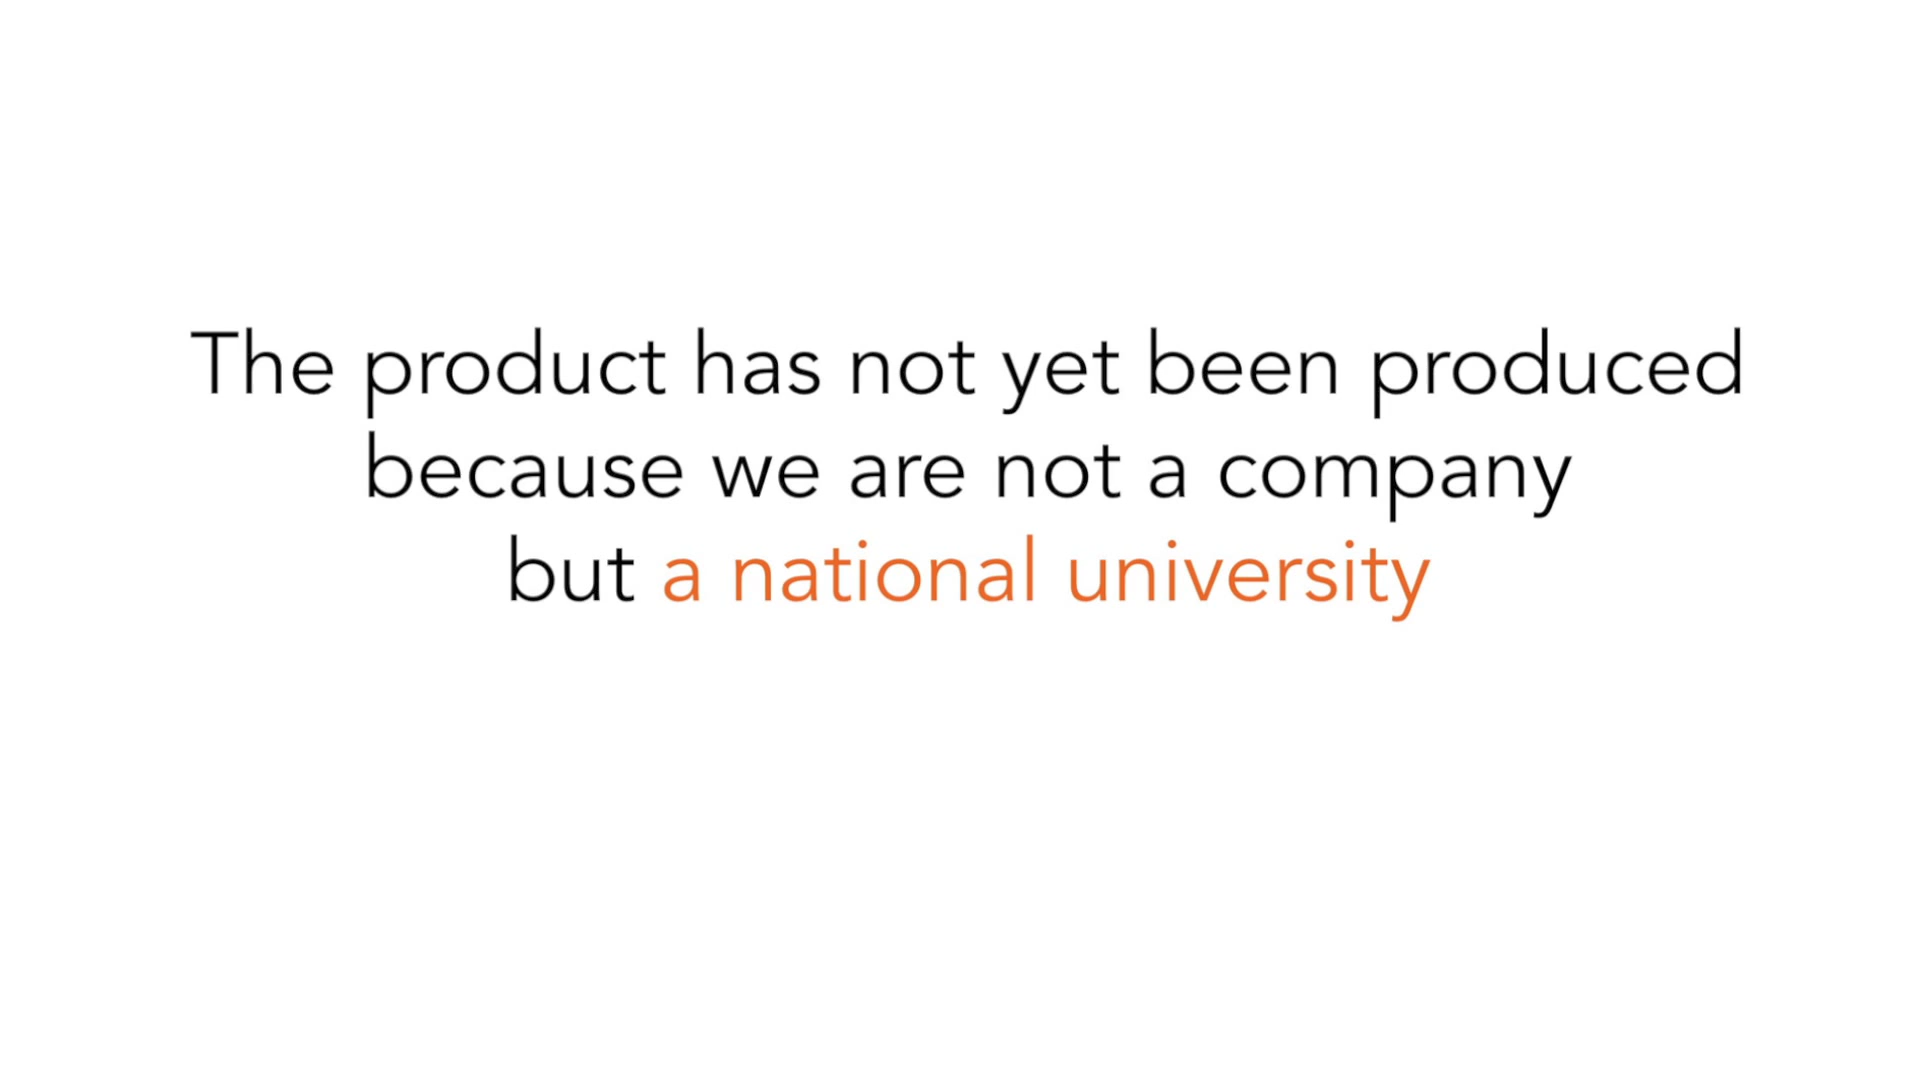 The product has not yet been produced
because we are not a company
but a national university